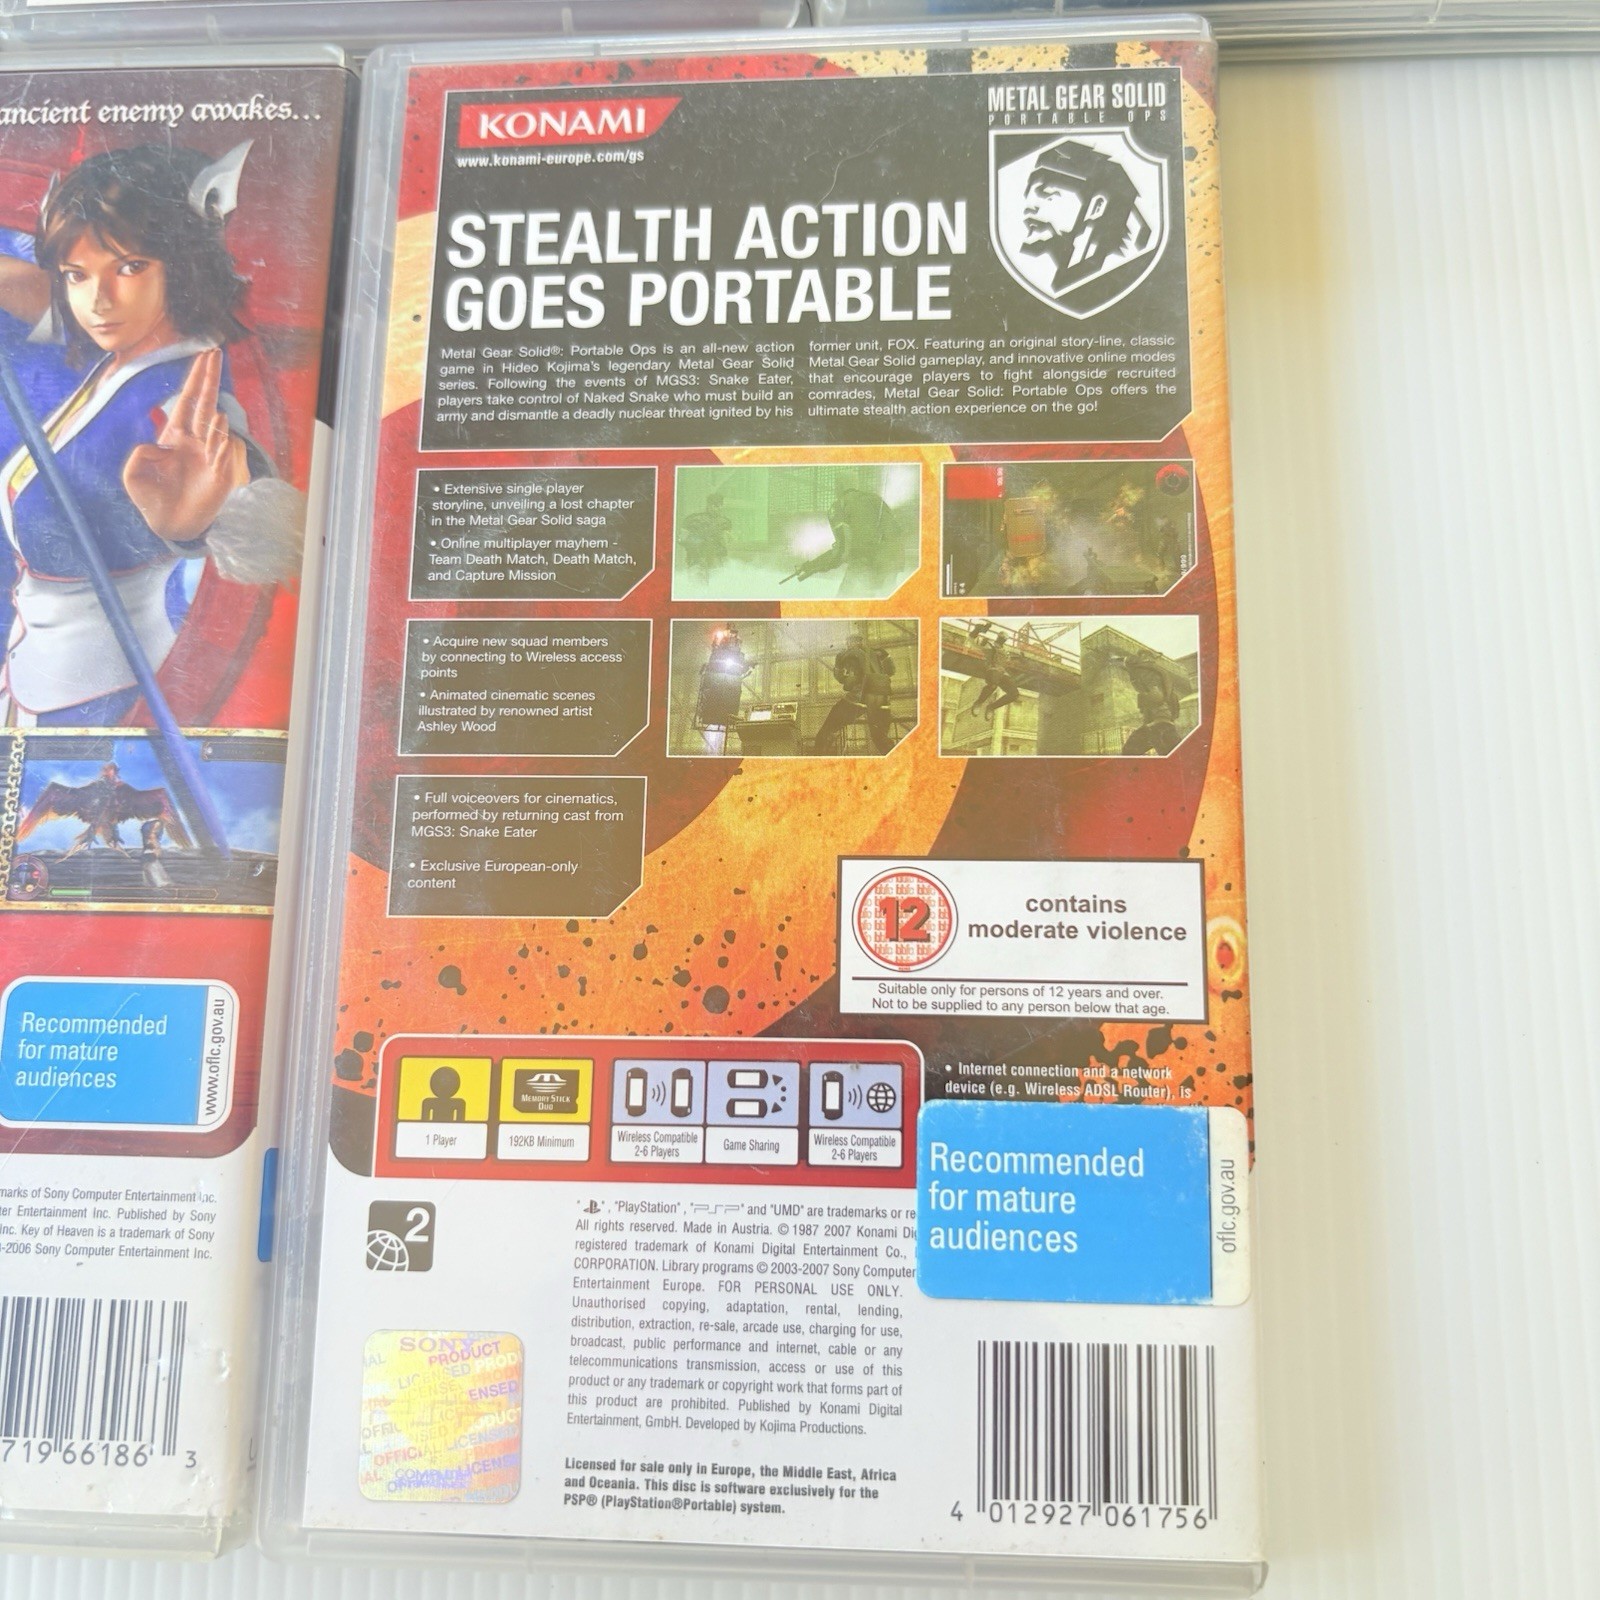 ancient enemy awakes...
Recommended
for mature
audiences
www.oflc.gov.au
marks of Sony Computer Entertainment Inc.
Entertainment Inc. Published by Sony
Inc. Key of Heaven is a trademark of Sony
-2006 Sony Computer Entertainment Inc.
719 66186 3
KONAMI
www.konami-europe.com/gs
METAL GEAR SOLID
PORTABLE OPS
STEALTH ACTION
GOES PORTABLE
Metal Gear Solid®: Portable Ops is an all-new action
game in Hideo Kojima's legendary Metal Gear Solid
series. Following the events of MGS3: Snake Eater,
players take control of Naked Snake who must build an
army and dismantle a deadly nuclear threat ignited by his
former unit, FOX. Featuring an original story-line, classic
Metal Gear Solid gameplay, and innovative online modes
that encourage players to fight alongside recruited
comrades, Metal Gear Solid: Portable Ops offers the
ultimate stealth action experience on the go!
• Extensive single player
storyline, unveiling a lost chapter
in the Metal Gear Solid saga
• Online multiplayer mayhem -
Team Death Match, Death Match,
and Capture Mission
• Acquire new squad members
by connecting to Wireless access
points
• Animated cinematic scenes
illustrated by renowned artist
Ashley Wood
• Full voiceovers for cinematics,
performed by returning cast from
MGS3: Snake Eater
• Exclusive European-only
content
12
contains
moderate violence
Suitable only for persons of 12 years and over.
Not to be supplied to any person below that age.
MEMORY STICK
DUO
1 Player
192KB Minimum
Wireless Compatible
2-6 Players
Game Sharing
Wireless Compatible
2-6 Players
• Internet connection and a network
device (e.g. Wireless ADSL Router), is
Recommended
for mature
audiences
oflc.gov.au
2
"PlayStation", "PSP" and "UMD" are trademarks or re
All rights reserved. Made in Austria. © 1987 2007 Konami Di
registered trademark of Konami Digital Entertainment Co.,
CORPORATION. Library programs © 2003-2007 Sony Computer
Entertainment Europe. FOR PERSONAL USE ONLY.
Unauthorised copying, adaptation, rental, lending,
distribution, extraction, re-sale, arcade use, charging for use,
broadcast, public performance and internet, cable or any
telecommunications transmission, access or use of this
product or any trademark or copyright work that forms part of
this product are prohibited. Published by Konami Digital
Entertainment, GmbH. Developed by Kojima Productions.
Licensed for sale only in Europe, the Middle East, Africa
and Oceania. This disc is software exclusively for the
PSP® (PlayStation®Portable) system.
SONY
PRODUCT
LICENSED PROD
OFFICIAL LICENSED
4 012927 061756